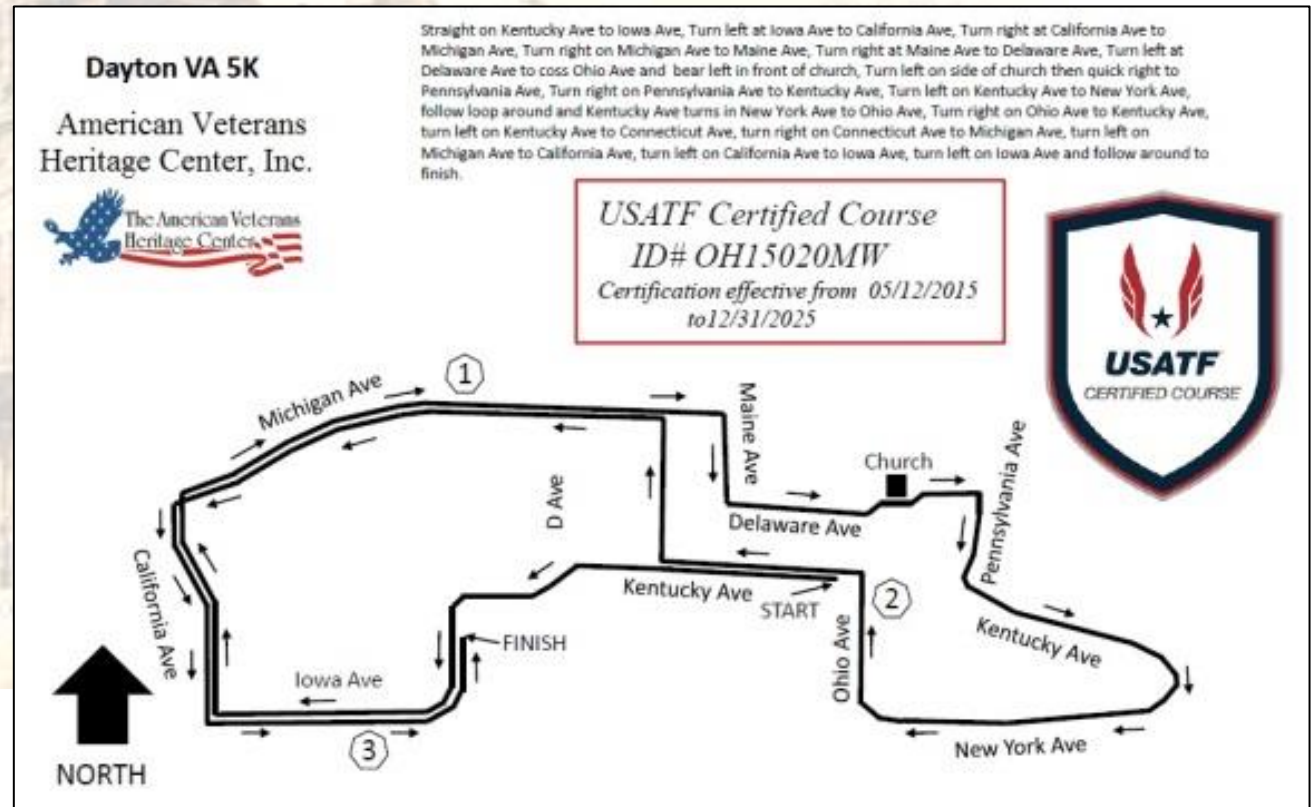 Dayton VA 5K
American Veterans
Heritage Center, Inc.
The American Veterans
Heritage Center
Straight on Kentucky Ave to Iowa Ave, Turn left at Iowa Ave to California Ave, Turn right at California Ave to
Michigan Ave, Turn right on Michigan Ave to Maine Ave, Turn right at Maine Ave to Delaware Ave, Turn left at
Delaware Ave to coss Ohio Ave and bear left in front of church, Turn left on side of church then quick right to
Pennsylvania Ave, Turn right on Pennsylvania Ave to Kentucky Ave, Turn left on Kentucky Ave to New York Ave,
follow loop around and Kentucky Ave turns in New York Ave to Ohio Ave, Turn right on Ohio Ave to Kentucky Ave,
turn left on Kentucky Ave to Connecticut Ave, turn right on Connecticut Ave to Michigan Ave, turn left on
Michigan Ave to California Ave, turn left on California Ave to Iowa Ave, turn left on Iowa Ave and follow around to
finish.
USATF Certified Course
ID# OH15020MW
Certification effective from 05/12/2015
to12/31/2025
USATF
CERTIFIED COURSE
1
Michigan Ave
Maine Ave
Church
Pennsylvania Ave
D Ave
Delaware Ave
California Ave
Kentucky Ave
START
2
Kentucky Ave
FINISH
Ohio Ave
Iowa Ave
3
New York Ave
NORTH